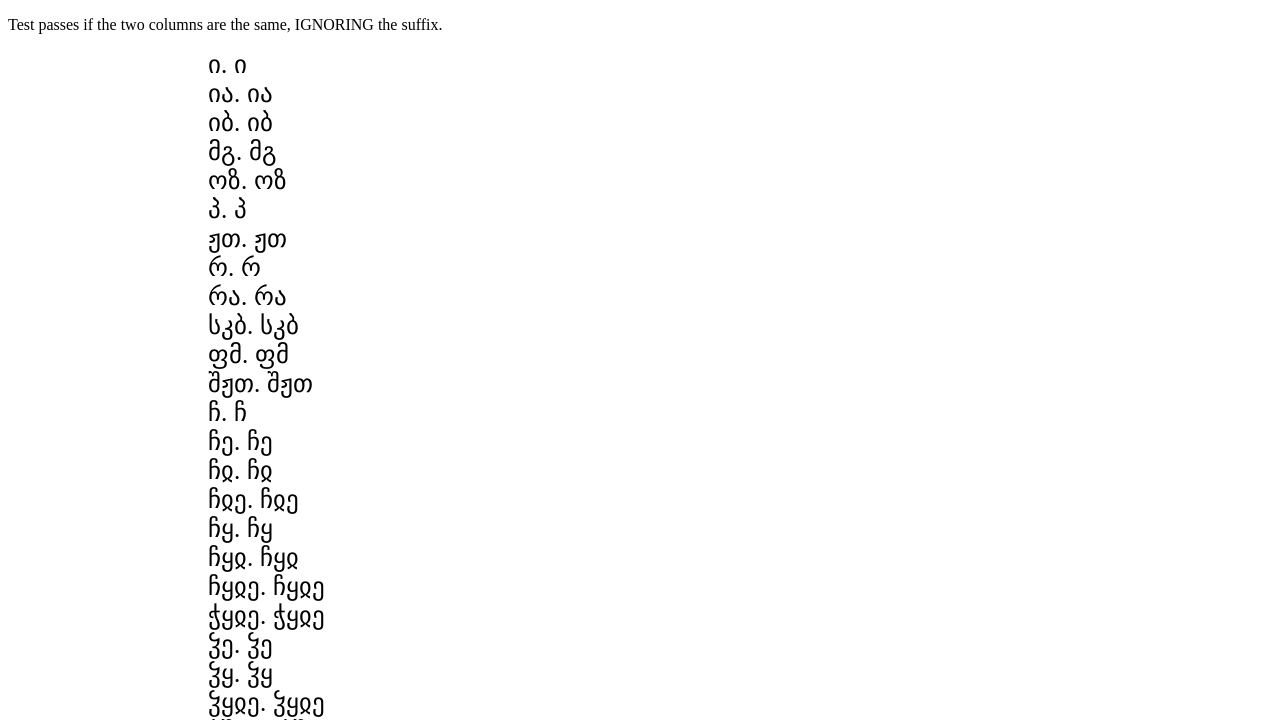 Test passes if the two columns are the same, IGNORING the suffix.
ი. ი
ია. ია
იბ. იბ
მგ. მგ
ოზ. ოზ
პ. პ
ჟთ. ჟთ
რ. რ
რა. რა
სკბ. სკბ
ფმ. ფმ
შჟთ. შჟთ
ჩ. ჩ
ჩე. ჩე
ჩჲ. ჩჲ
ჩჲე. ჩჲე
ჩყ. ჩყ
ჩყჲ. ჩყჲ
ჩყჲე. ჩყჲე
ჭყჲე. ჭყჲე
ჴე. ჴე
ჴყ. ჴყ
ჴყჲე. ჴყჲე